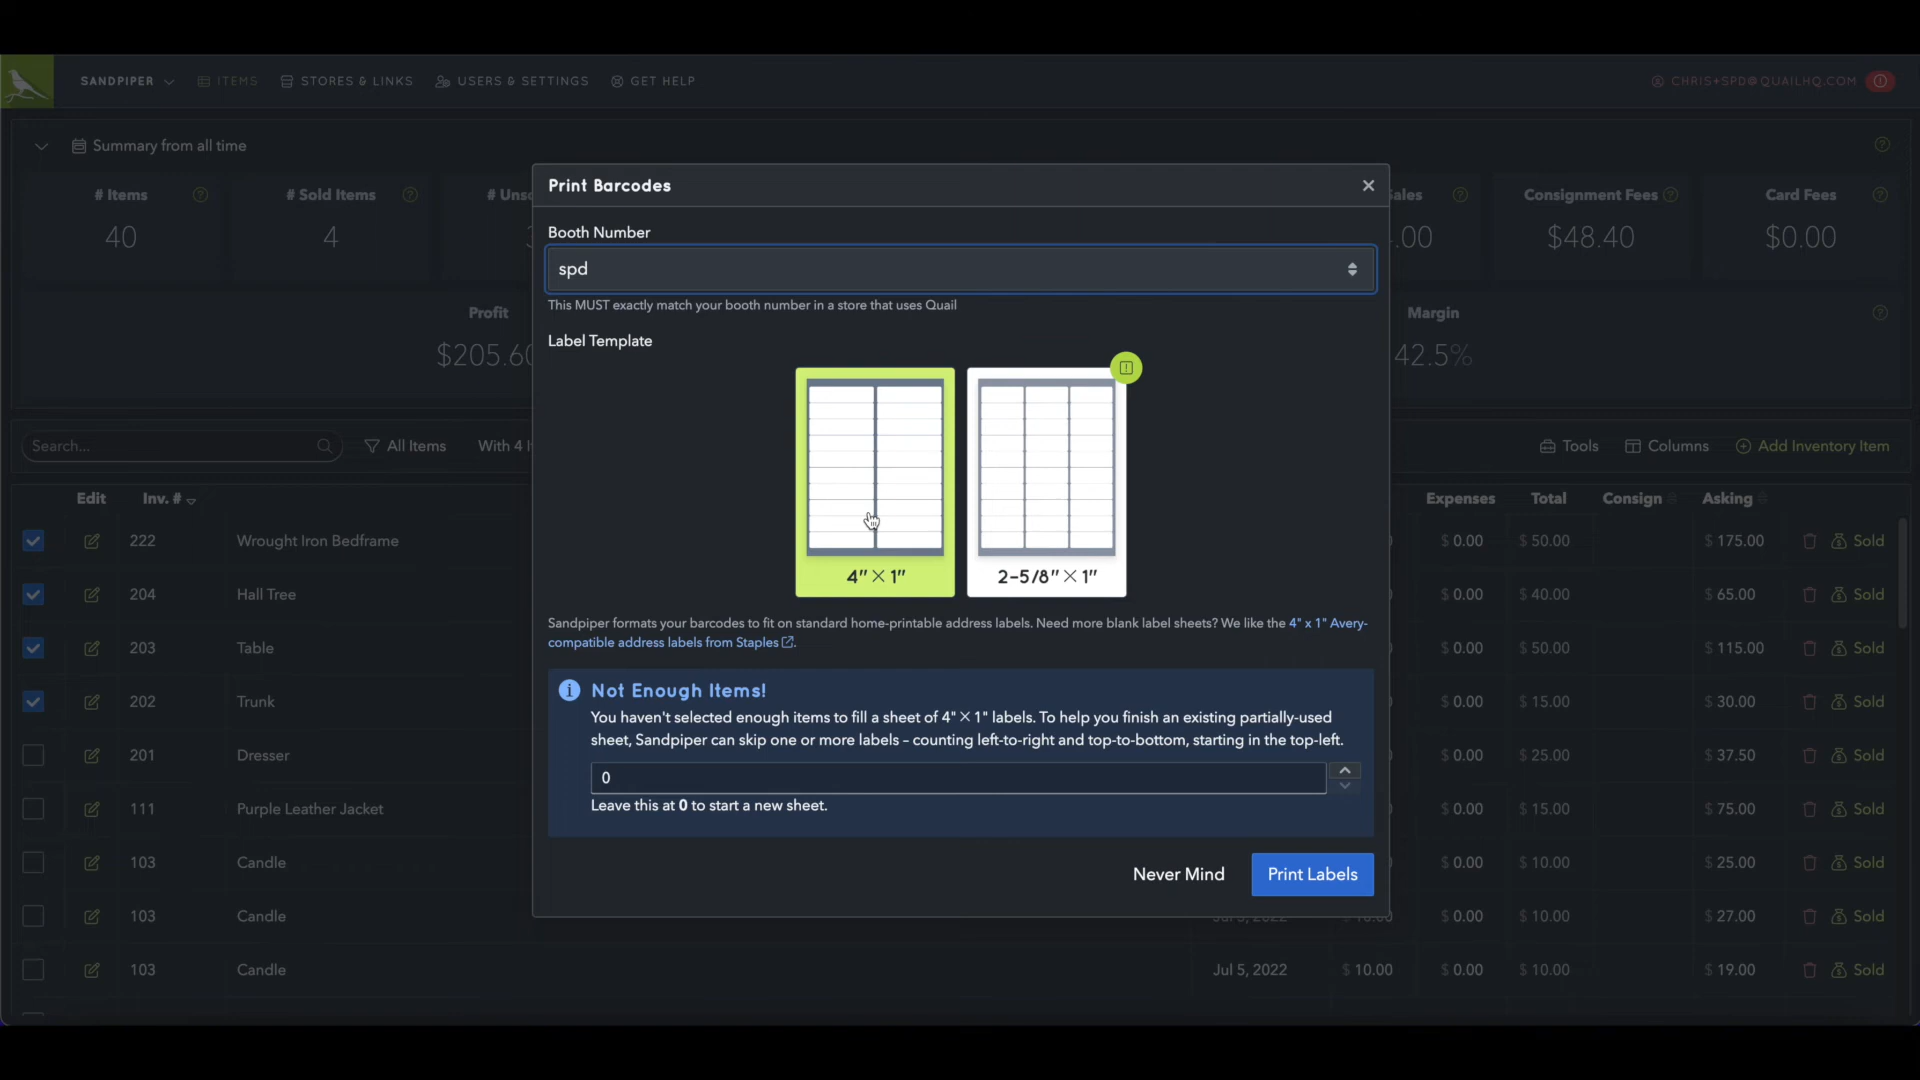 SANDPIPER ITEMS STORES & LINKS USERS & SETTINGS GET HELP CHRIS+SPD@QUAILHQ.COM
Summary from all time
# Items # Sold Items # Uns Sales Consignment Fees Card Fees
40 4 .00 $48.40 $0.00
Profit Margin
$205.60 42.5%
Print Barcodes
Booth Number
spd
This MUST exactly match your booth number in a store that uses Quail
Label Template
4" × 1" 2-5/8" × 1"
Sandpiper formats your barcodes to fit on standard home-printable address labels. Need more blank label sheets? We like the 4" x 1" Avery-
compatible address labels from Staples.
Not Enough Items!
You haven't selected enough items to fill a sheet of 4" × 1" labels. To help you finish an existing partially-used
sheet, Sandpiper can skip one or more labels – counting left-to-right and top-to-bottom, starting in the top-left.
0
Leave this at 0 to start a new sheet.
Never Mind Print Labels
Search... All Items With 4 Tools Columns Add Inventory Item
Edit Inv. # Expenses Total Consign Asking
222 Wrought Iron Bedframe $ 0.00 $ 50.00 $ 175.00 Sold
204 Hall Tree $ 0.00 $ 40.00 $ 65.00 Sold
203 Table $ 0.00 $ 50.00 $ 115.00 Sold
202 Trunk $ 0.00 $ 15.00 $ 30.00 Sold
201 Dresser $ 0.00 $ 25.00 $ 37.50 Sold
111 Purple Leather Jacket $ 0.00 $ 15.00 $ 75.00 Sold
103 Candle $ 0.00 $ 10.00 $ 25.00 Sold
103 Candle Jul 5, 2022 $ 10.00 $ 0.00 $ 10.00 $ 27.00 Sold
103 Candle Jul 5, 2022 $ 10.00 $ 0.00 $ 10.00 $ 19.00 Sold